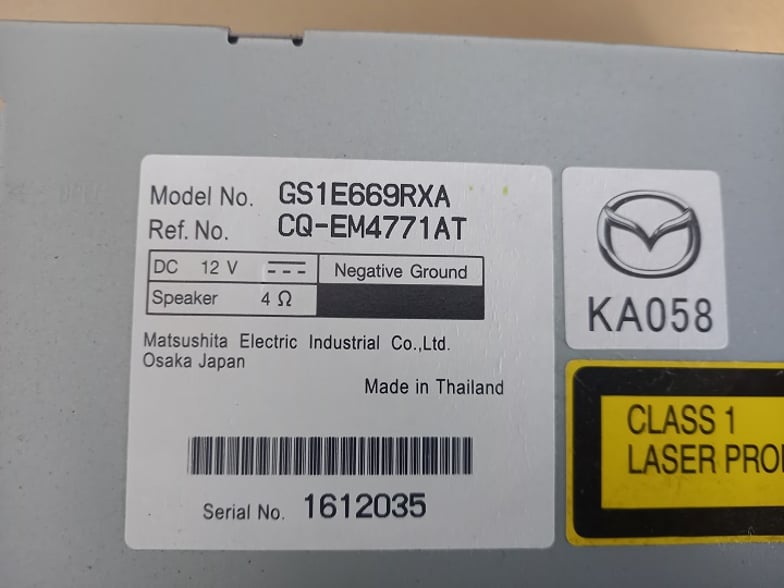 Model No. GS1E669RXA
Ref. No. CQ-EM4771AT
DC 12 V Negative Ground
Speaker 4 Ω
Matsushita Electric Industrial Co.,Ltd.
Osaka Japan
Made in Thailand
Serial No. 1612035
KA058
CLASS 1
LASER